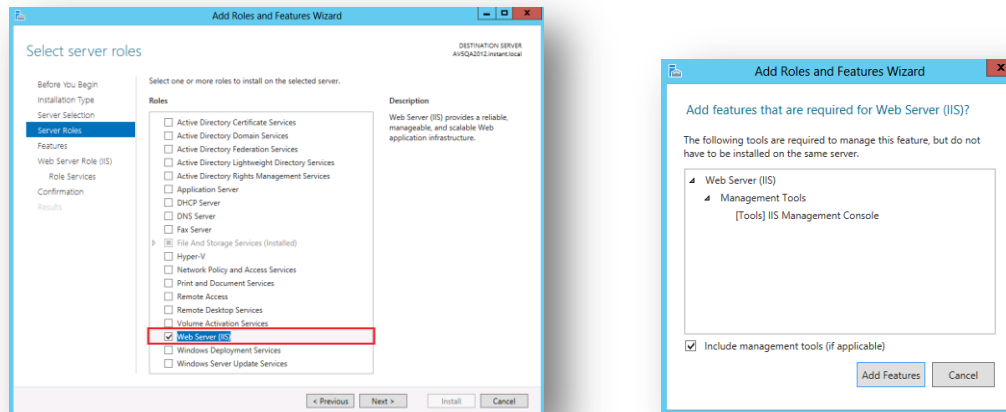 Add Roles and Features Wizard
Select server roles
DESTINATION SERVER
AVSQA2012.instant.local
Before You Begin
Installation Type
Server Selection
Server Roles
Features
Web Server Role (IIS)
Role Services
Confirmation
Results
Select one or more roles to install on the selected server.
Roles
Active Directory Certificate Services
Active Directory Domain Services
Active Directory Federation Services
Active Directory Lightweight Directory Services
Active Directory Rights Management Services
Application Server
DHCP Server
DNS Server
Fax Server
File And Storage Services (Installed)
Hyper-V
Network Policy and Access Services
Print and Document Services
Remote Access
Remote Desktop Services
Volume Activation Services
Web Server (IIS)
Windows Deployment Services
Windows Server Update Services
Description
Web Server (IIS) provides a reliable,
manageable, and scalable Web
application infrastructure.
< Previous
Next >
Install
Cancel
Add Roles and Features Wizard
Add features that are required for Web Server (IIS)?
The following tools are required to manage this feature, but do not
have to be installed on the same server.
Web Server (IIS)
Management Tools
[Tools] IIS Management Console
Include management tools (if applicable)
Add Features
Cancel